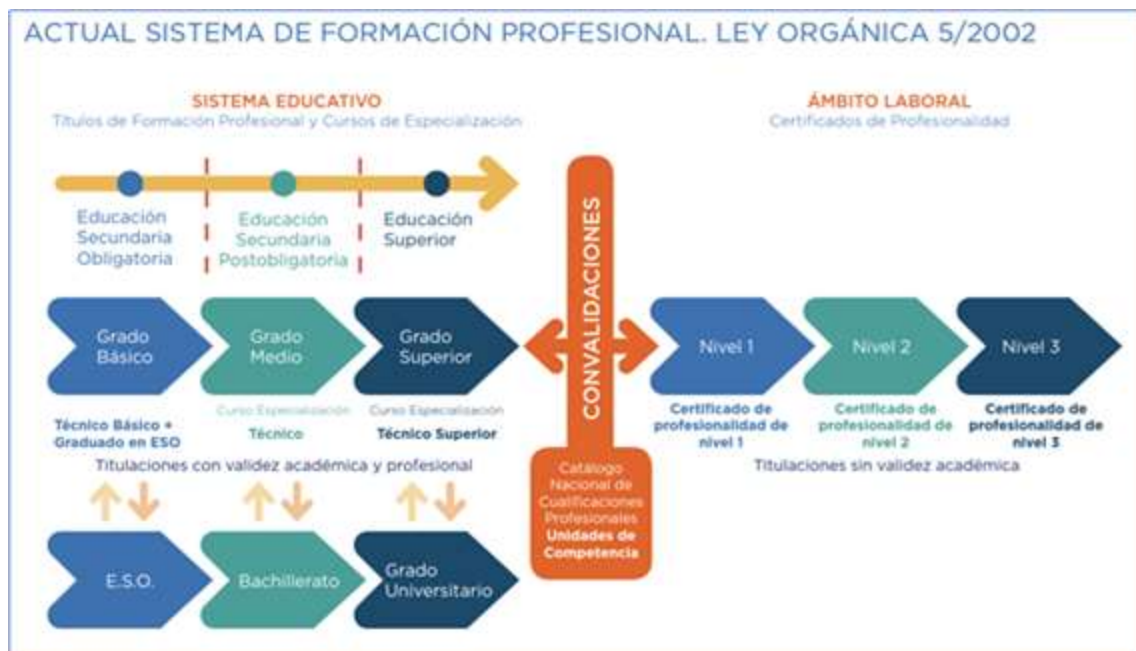 ACTUAL SISTEMA DE FORMACIÓN PROFESIONAL. LEY ORGÁNICA 5/2002
SISTEMA EDUCATIVO
Títulos de Formación Profesional y Cursos de Especialización
Educación
Secundaria
Obligatoria
Educación
Secundaria
Postobligatoria
Educación
Superior
Grado
Básico
Grado
Medio
Grado
Superior
Técnico Básico +
Graduado en ESO
Curso Especialización
Técnico
Curso Especialización
Técnico Superior
Titulaciones con validez académica y profesional
E.S.O.
Bachillerato
Grado
Universitario
CONVALIDACIONES
Catálogo
Nacional de
Cualificaciones
Profesionales
Unidades de
Competencia
ÁMBITO LABORAL
Certificados de Profesionalidad
Nivel 1
Nivel 2
Nivel 3
Certificado de
profesionalidad de
nivel 1
Certificado de
profesionalidad de
nivel 2
Certificado de
profesionalidad de
nivel 3
Titulaciones sin validez académica